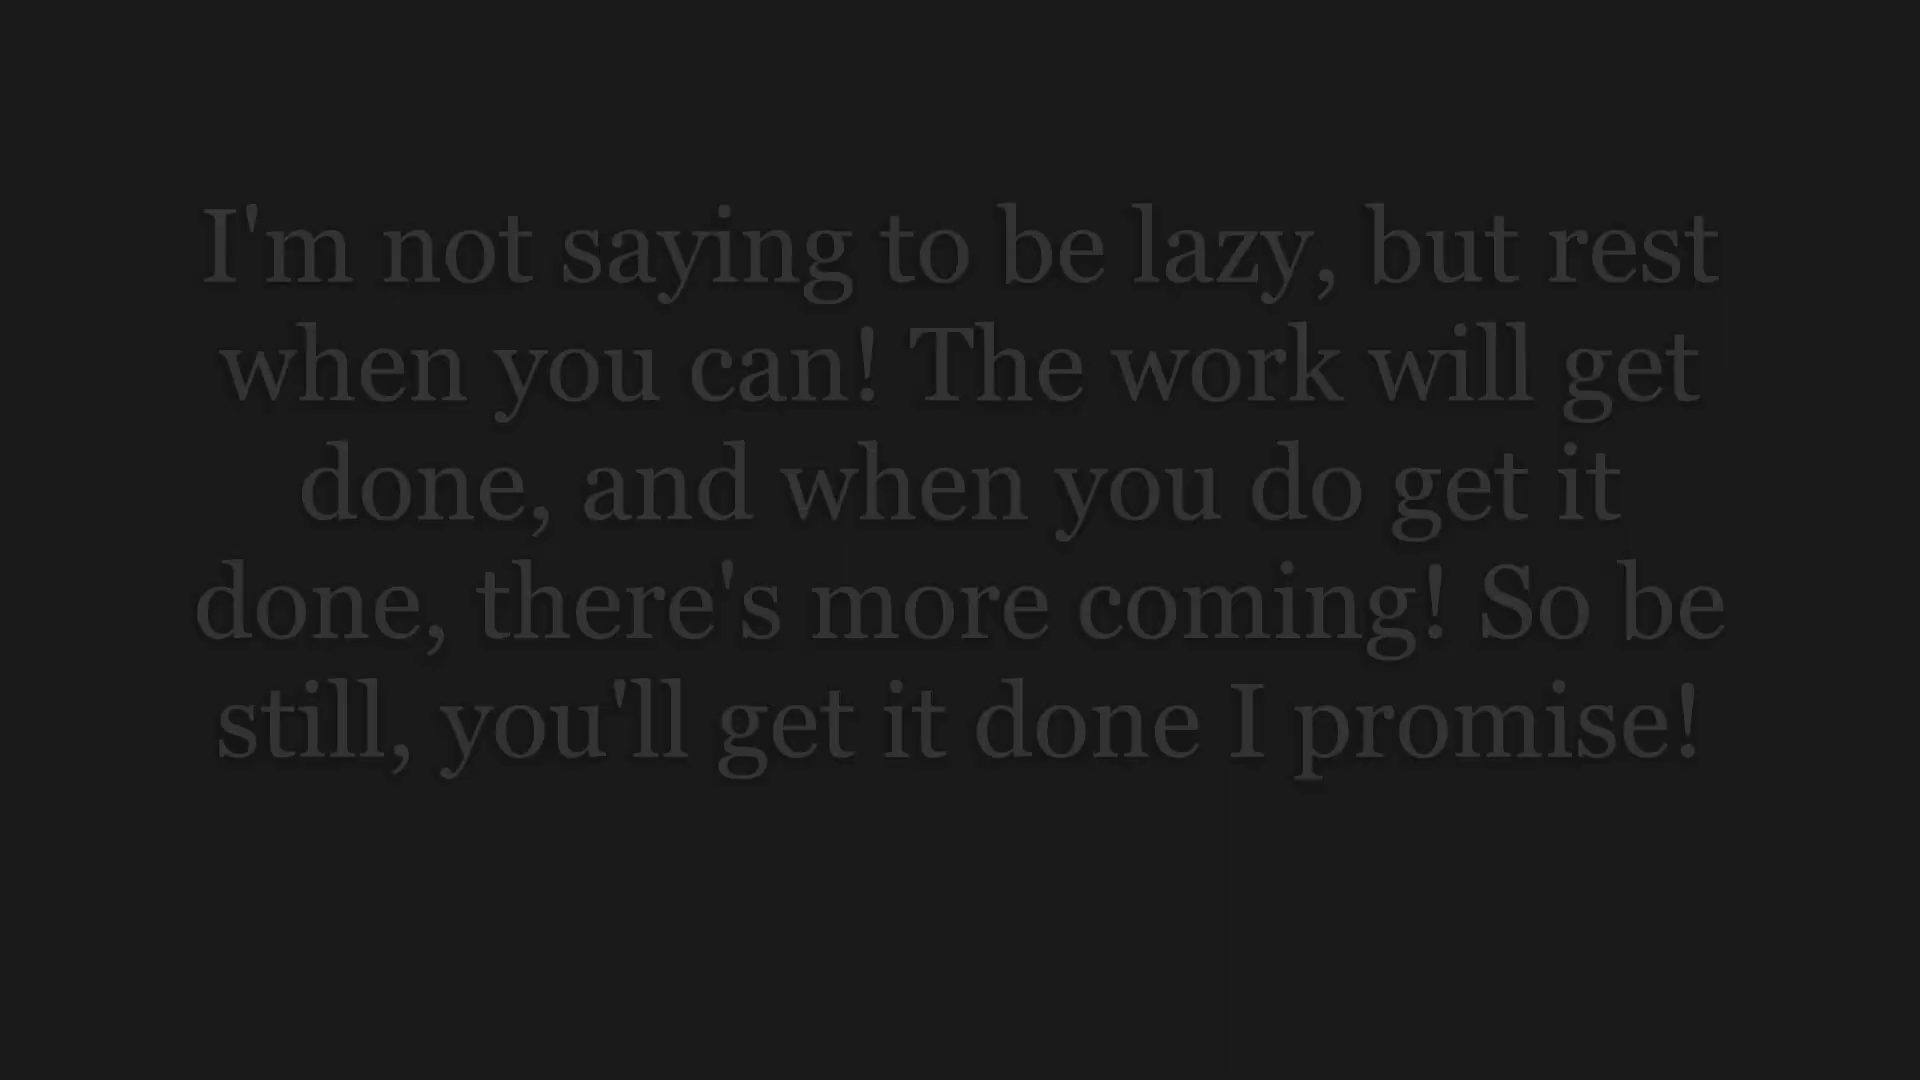 I'm not saying to be lazy, but rest
when you can! The work will get
done, and when you do get it
done, there's more coming! So be
still, you'll get it done I promise!